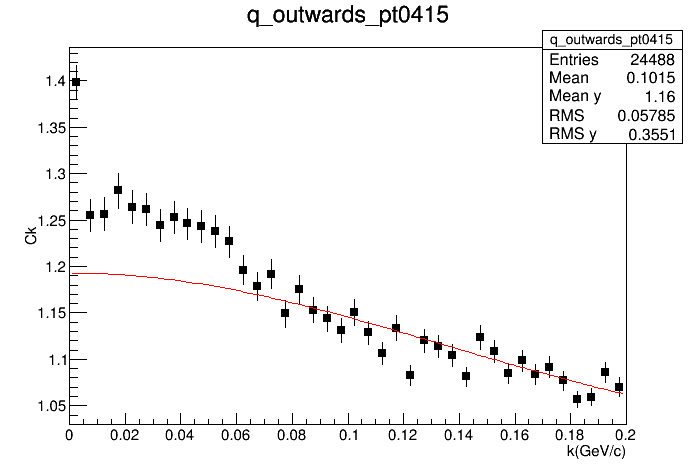 q_outwards_pt0415
q_outwards_pt0415
Entries 24488
Mean 0.1015
Mean y 1.16
RMS 0.05785
RMS y 0.3551
Ck
1.4
1.35
1.3
1.25
1.2
1.15
1.1
1.05
0 0.02 0.04 0.06 0.08 0.1 0.12 0.14 0.16 0.18 0.2
k(GeV/c)